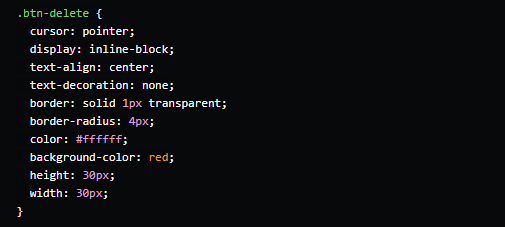 .btn-delete {
cursor: pointer;
display: inline-block;
text-align: center;
text-decoration: none;
border: solid 1px transparent;
border-radius: 4px;
color: #ffffff;
background-color: red;
height: 30px;
width: 30px;
}